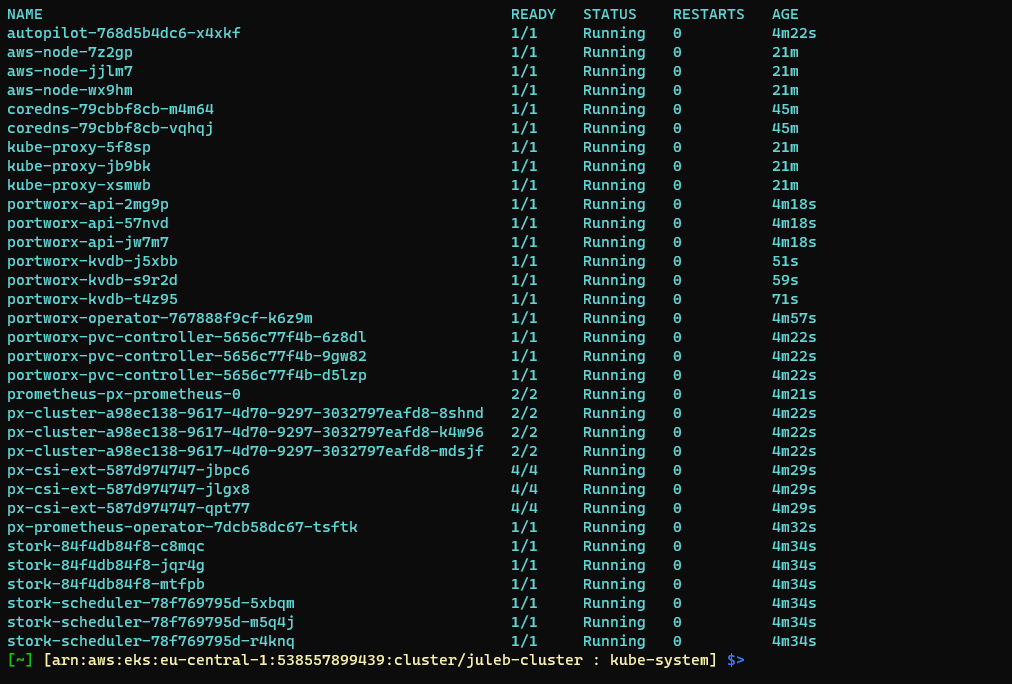 NAME READY STATUS RESTARTS AGE
autopilot-768d5b4dc6-x4xkf 1/1 Running 0 4m22s
aws-node-7z2gp 1/1 Running 0 21m
aws-node-jjlm7 1/1 Running 0 21m
aws-node-wx9hm 1/1 Running 0 21m
coredns-79cbbf8cb-m4m64 1/1 Running 0 45m
coredns-79cbbf8cb-vqhqj 1/1 Running 0 45m
kube-proxy-5f8sp 1/1 Running 0 21m
kube-proxy-jb9bk 1/1 Running 0 21m
kube-proxy-xsmwb 1/1 Running 0 21m
portworx-api-2mg9p 1/1 Running 0 4m18s
portworx-api-57nvd 1/1 Running 0 4m18s
portworx-api-jw7m7 1/1 Running 0 4m18s
portworx-kvdb-j5xbb 1/1 Running 0 51s
portworx-kvdb-s9r2d 1/1 Running 0 59s
portworx-kvdb-t4z95 1/1 Running 0 71s
portworx-operator-767888f9cf-k6z9m 1/1 Running 0 4m57s
portworx-pvc-controller-5656c77f4b-6z8dl 1/1 Running 0 4m22s
portworx-pvc-controller-5656c77f4b-9gw82 1/1 Running 0 4m22s
portworx-pvc-controller-5656c77f4b-d5lzp 1/1 Running 0 4m22s
prometheus-px-prometheus-0 2/2 Running 0 4m21s
px-cluster-a98ec138-9617-4d70-9297-3032797eafd8-8shnd 2/2 Running 0 4m22s
px-cluster-a98ec138-9617-4d70-9297-3032797eafd8-k4w96 2/2 Running 0 4m22s
px-cluster-a98ec138-9617-4d70-9297-3032797eafd8-mdsjf 2/2 Running 0 4m22s
px-csi-ext-587d974747-jbpc6 4/4 Running 0 4m29s
px-csi-ext-587d974747-jlgx8 4/4 Running 0 4m29s
px-csi-ext-587d974747-qpt77 4/4 Running 0 4m29s
px-prometheus-operator-7dcb58dc67-tsftk 1/1 Running 0 4m32s
stork-84f4db84f8-c8mqc 1/1 Running 0 4m34s
stork-84f4db84f8-jqr4g 1/1 Running 0 4m34s
stork-84f4db84f8-mtfpb 1/1 Running 0 4m34s
stork-scheduler-78f769795d-5xbqm 1/1 Running 0 4m34s
stork-scheduler-78f769795d-m5q4j 1/1 Running 0 4m34s
stork-scheduler-78f769795d-r4knq 1/1 Running 0 4m34s
[~] [arn:aws:eks:eu-central-1:538557899439:cluster/juleb-cluster : kube-system] $>